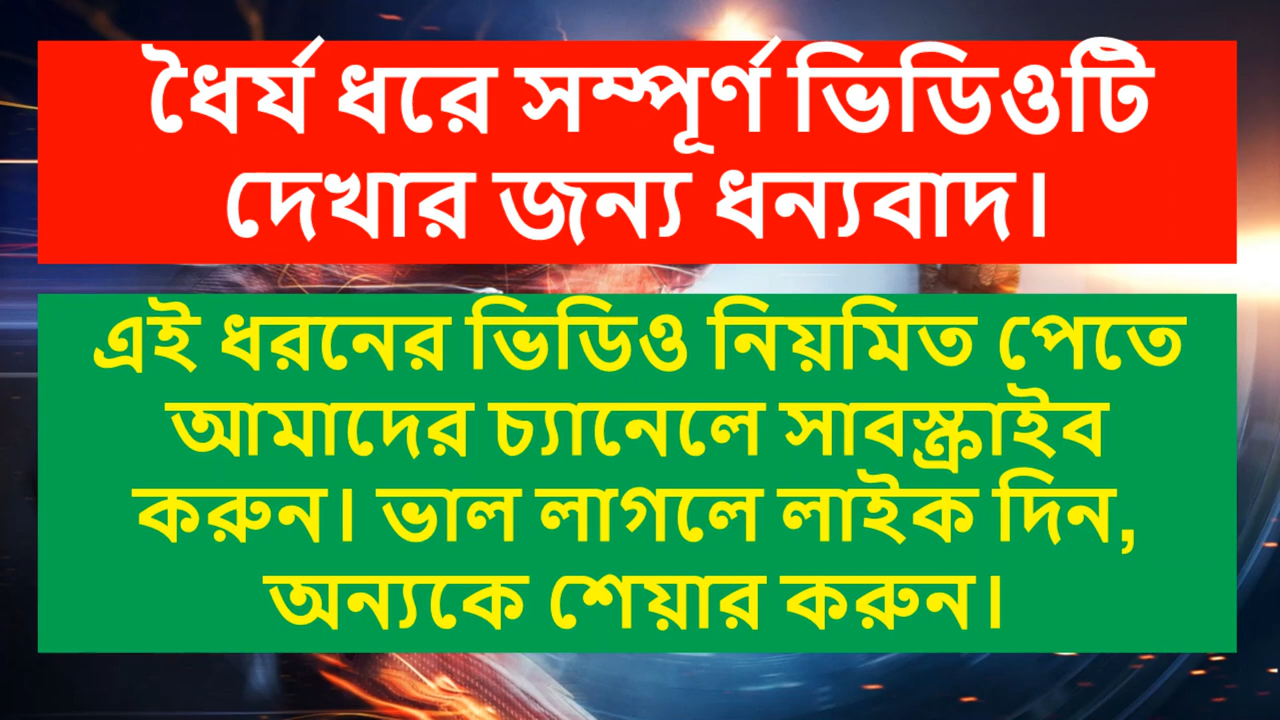 ধৈর্য ধরে সম্পূর্ণ ভিডিওটি
দেখার জন্য ধন্যবাদ।
এই ধরনের ভিডিও নিয়মিত পেতে
আমাদের চ্যানেলে সাবস্ক্রাইব
করুন। ভাল লাগলে লাইক দিন,
অন্যকে শেয়ার করুন।